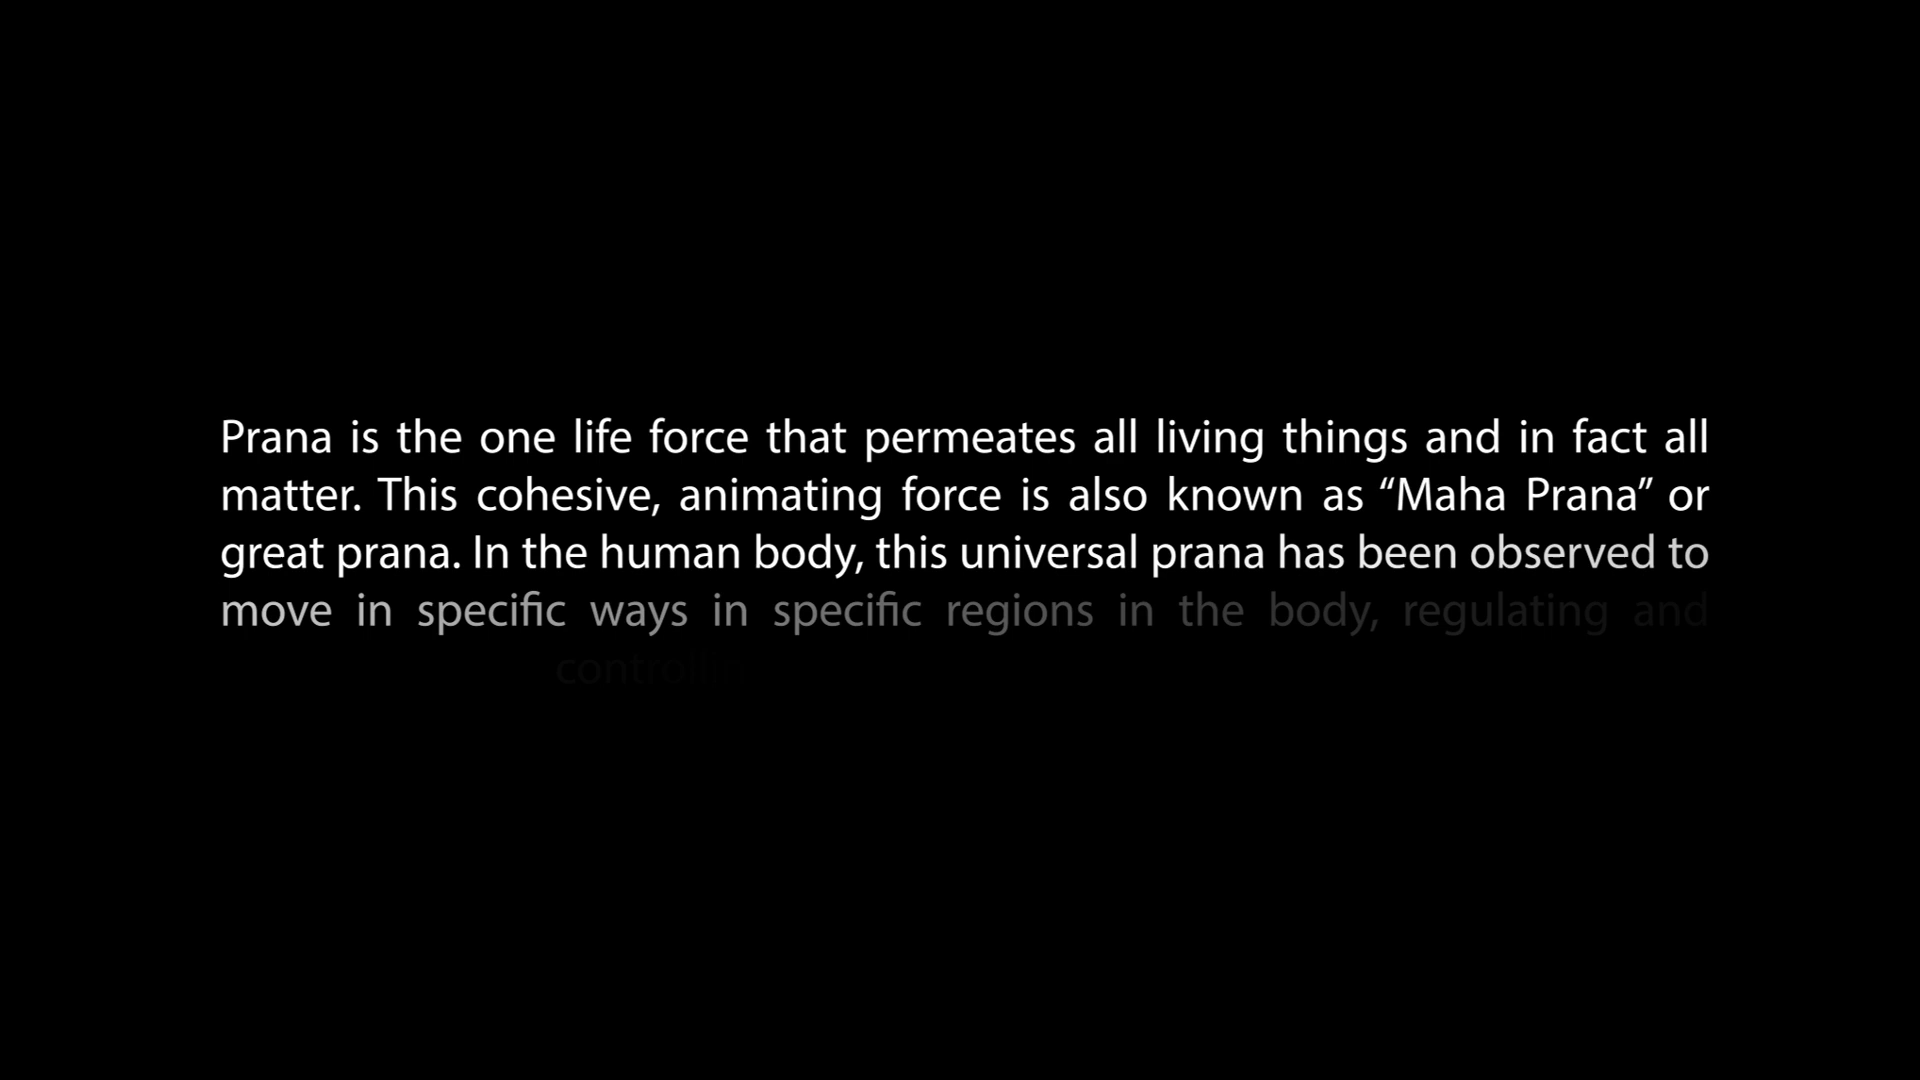 Prana is the one life force that permeates all living things and in fact all
matter. This cohesive, animating force is also known as “Maha Prana” or
great prana. In the human body, this universal prana has been observed to
move in specific ways in specific regions in the body, regulating and